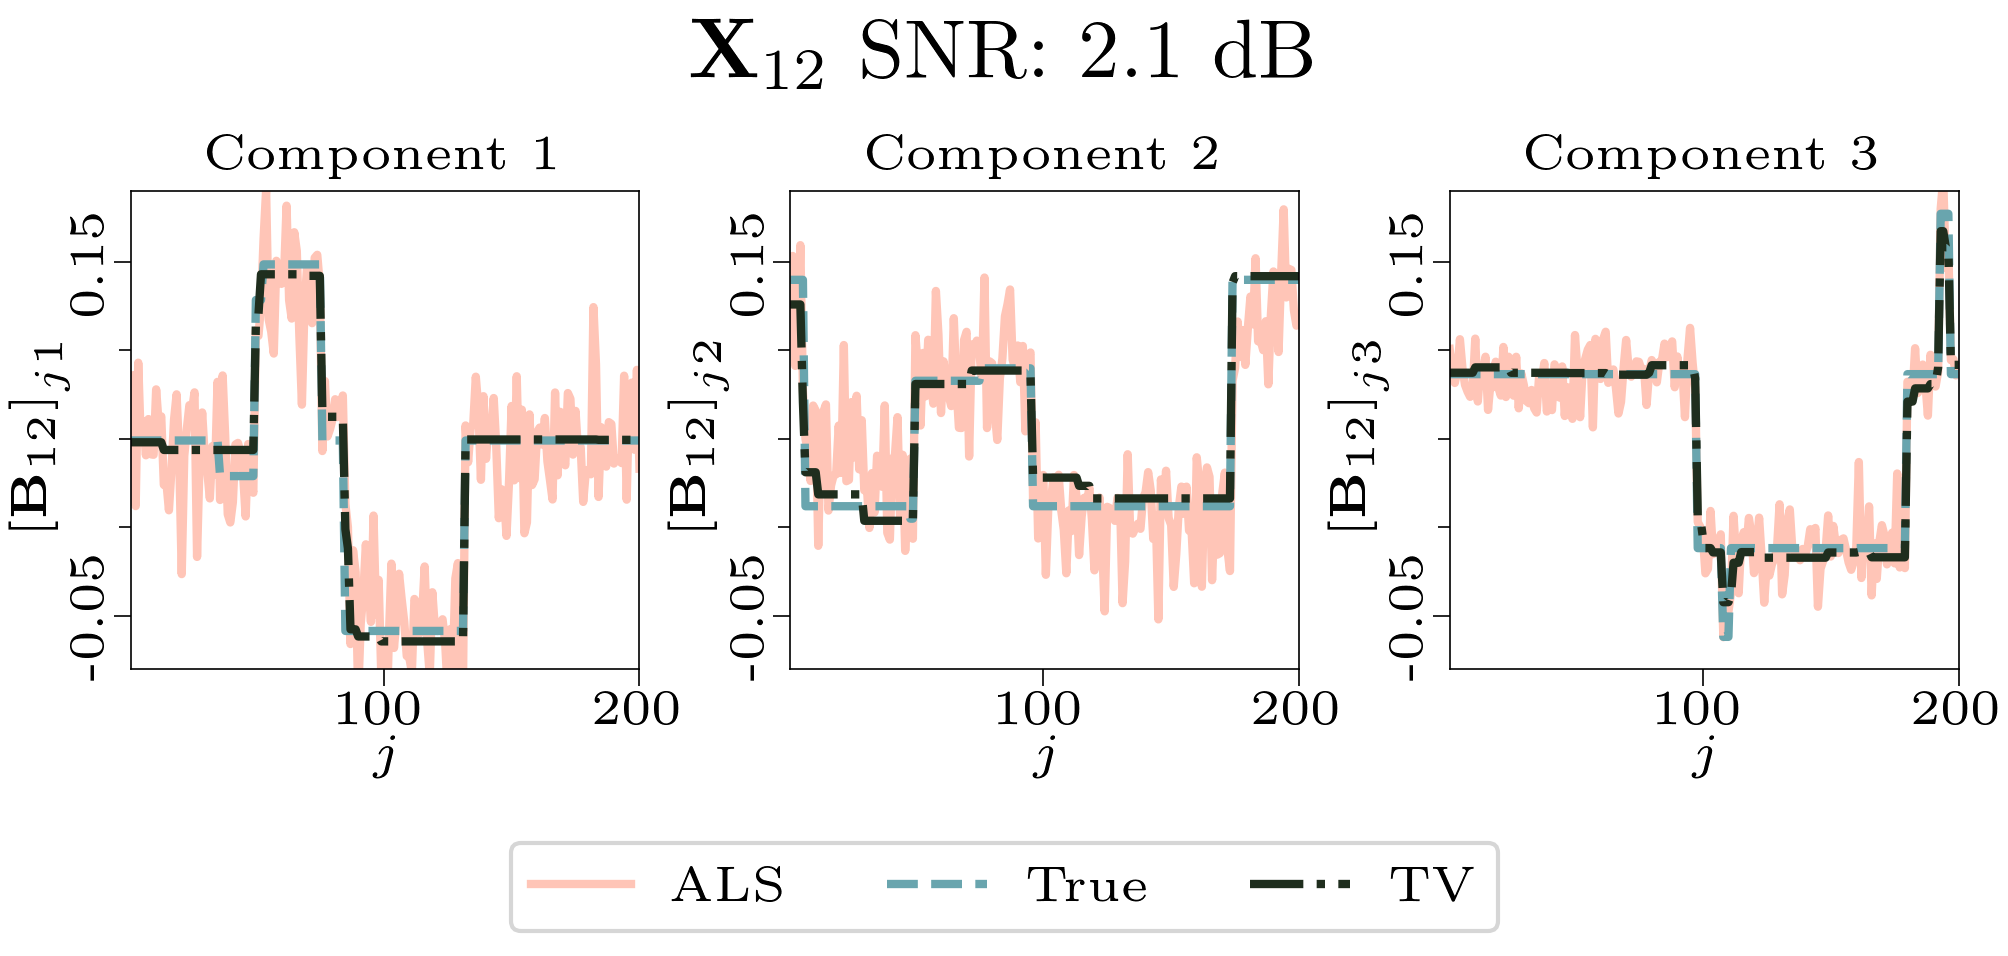 X12 SNR: 2.1 dB
Component 1
Component 2
Component 3
[B12]j1
0.15
-0.05
100
200
j
[B12]j2
0.15
-0.05
100
200
j
[B12]j3
0.15
-0.05
100
200
j
ALS
True
TV